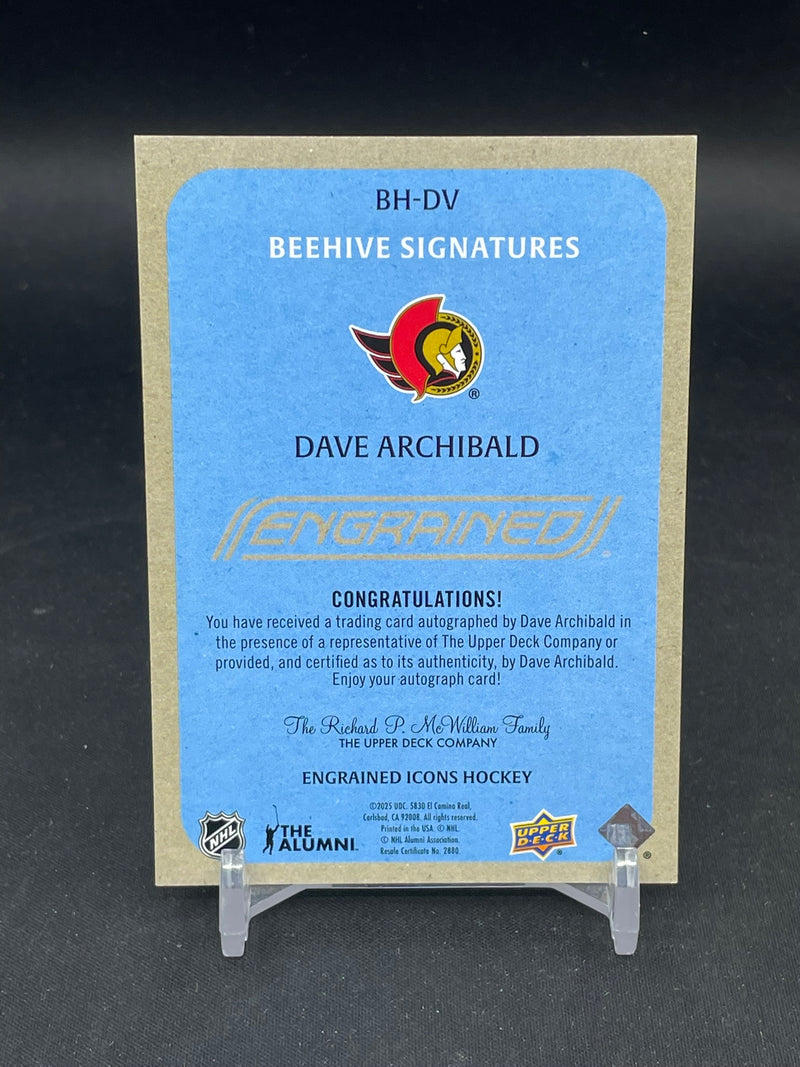 BH-DV
BEEHIVE SIGNATURES
®
DAVE ARCHIBALD
ENGRAINED
CONGRATULATIONS!
You have received a trading card autographed by Dave Archibald in
the presence of a representative of The Upper Deck Company or
provided, and certified as to its authenticity, by Dave Archibald.
Enjoy your autograph card!
The Richard P. McWilliam Family
THE UPPER DECK COMPANY
ENGRAINED ICONS HOCKEY
NHL
THE
ALUMNI
©2025 UDC. 5830 El Camino Real,
Carlsbad, CA 92008. All rights reserved.
Printed in the USA. © NHL.
© NHL Alumni Association.
Resale Certificate No. 2880.
UPPER
D·E·C·K
®
®